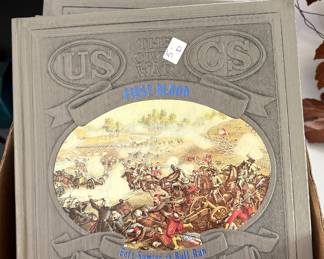 US
THE
CIVIL
WAR
CS
FIRST BLOOD
Fort Sumter to Bull Run